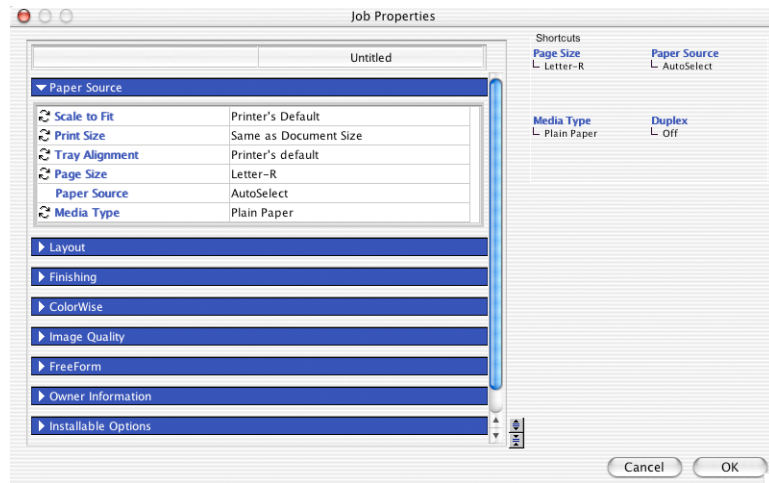 Job Properties
Untitled
Paper Source
Scale to Fit Printer's Default
Print Size Same as Document Size
Tray Alignment Printer's default
Page Size Letter-R
Paper Source AutoSelect
Media Type Plain Paper
Layout
Finishing
ColorWise
Image Quality
FreeForm
Owner Information
Installable Options
Shortcuts
Page Size Paper Source
Letter-R AutoSelect
Media Type Duplex
Plain Paper Off
Cancel OK